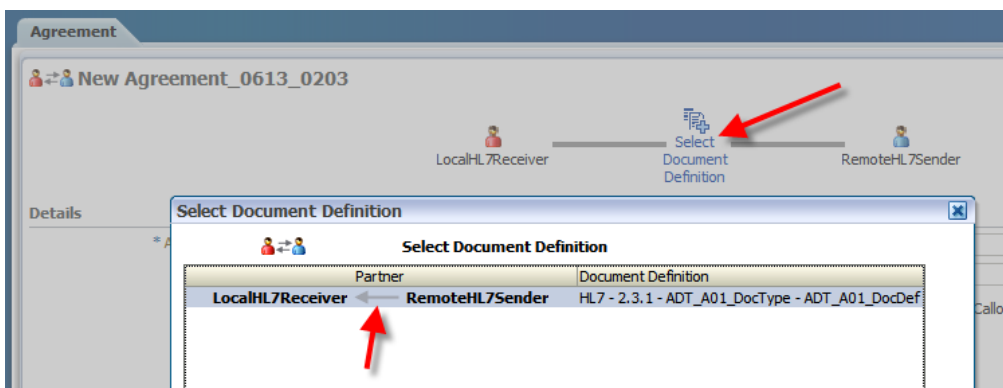 Agreement
New Agreement_0613_0203
LocalHL7Receiver
Select
Document
Definition
RemoteHL7Sender
Details
Select Document Definition
Select Document Definition
Partner Document Definition
LocalHL7Receiver RemoteHL7Sender HL7 - 2.3.1 - ADT_A01_DocType - ADT_A01_DocDef